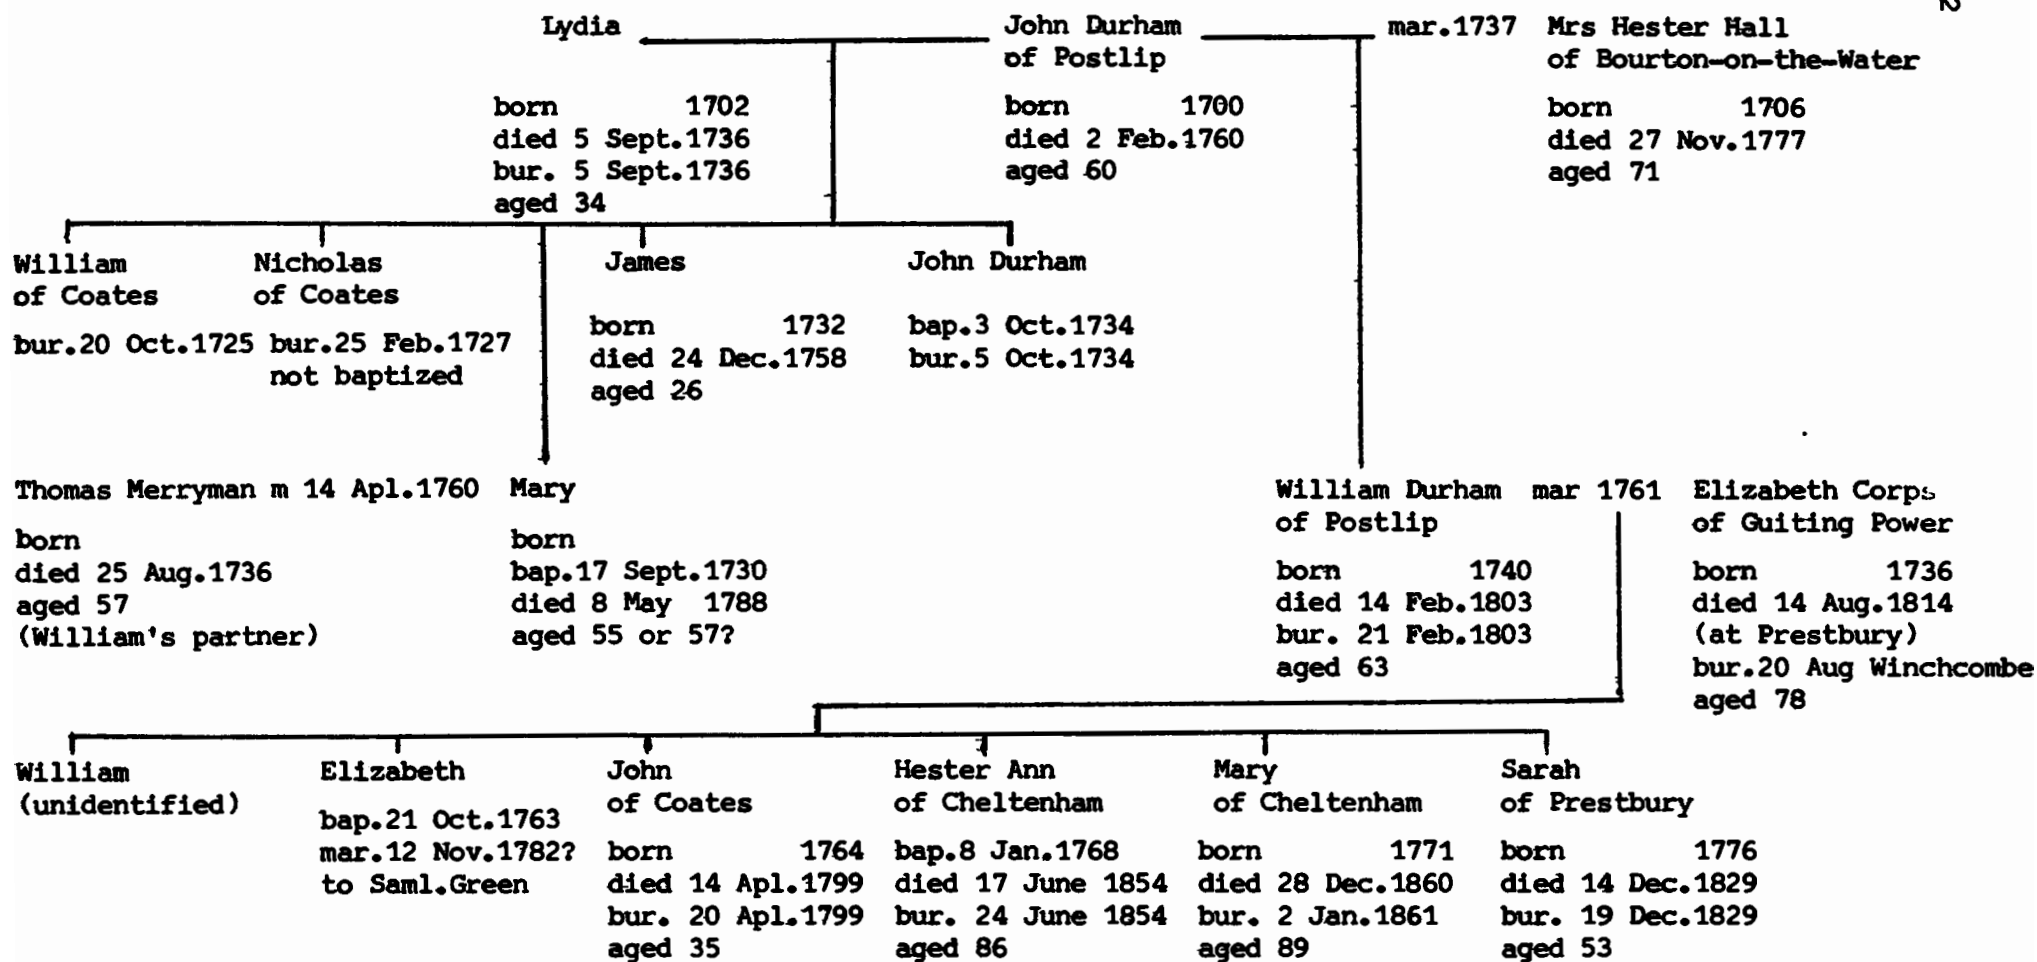 2
Lydia
born 1702
died 5 Sept.1736
bur. 5 Sept.1736
aged 34
John Durham
of Postlip
born 1700
died 2 Feb.1760
aged 60
mar.1737
Mrs Hester Hall
of Bourton-on-the-Water
born 1706
died 27 Nov.1777
aged 71
William
of Coates
bur.20 Oct.1725
Nicholas
of Coates
bur.25 Feb.1727
not baptized
James
born 1732
died 24 Dec.1758
aged 26
John Durham
bap.3 Oct.1734
bur.5 Oct.1734
Thomas Merryman m 14 Apl.1760
born
died 25 Aug.1736
aged 57
(William's partner)
Mary
born
bap.17 Sept.1730
died 8 May 1788
aged 55 or 57?
William Durham mar 1761
of Postlip
born 1740
died 14 Feb.1803
bur. 21 Feb.1803
aged 63
Elizabeth Corps
of Guiting Power
born 1736
died 14 Aug.1814
(at Prestbury)
bur.20 Aug Winchcombe
aged 78
William
(unidentified)
Elizabeth
bap.21 Oct.1763
mar.12 Nov.1782?
to Saml.Green
John
of Coates
born 1764
died 14 Apl.1799
bur. 20 Apl.1799
aged 35
Hester Ann
of Cheltenham
bap.8 Jan.1768
died 17 June 1854
bur. 24 June 1854
aged 86
Mary
of Cheltenham
born 1771
died 28 Dec.1860
bur. 2 Jan.1861
aged 89
Sarah
of Prestbury
born 1776
died 14 Dec.1829
bur. 19 Dec.1829
aged 53